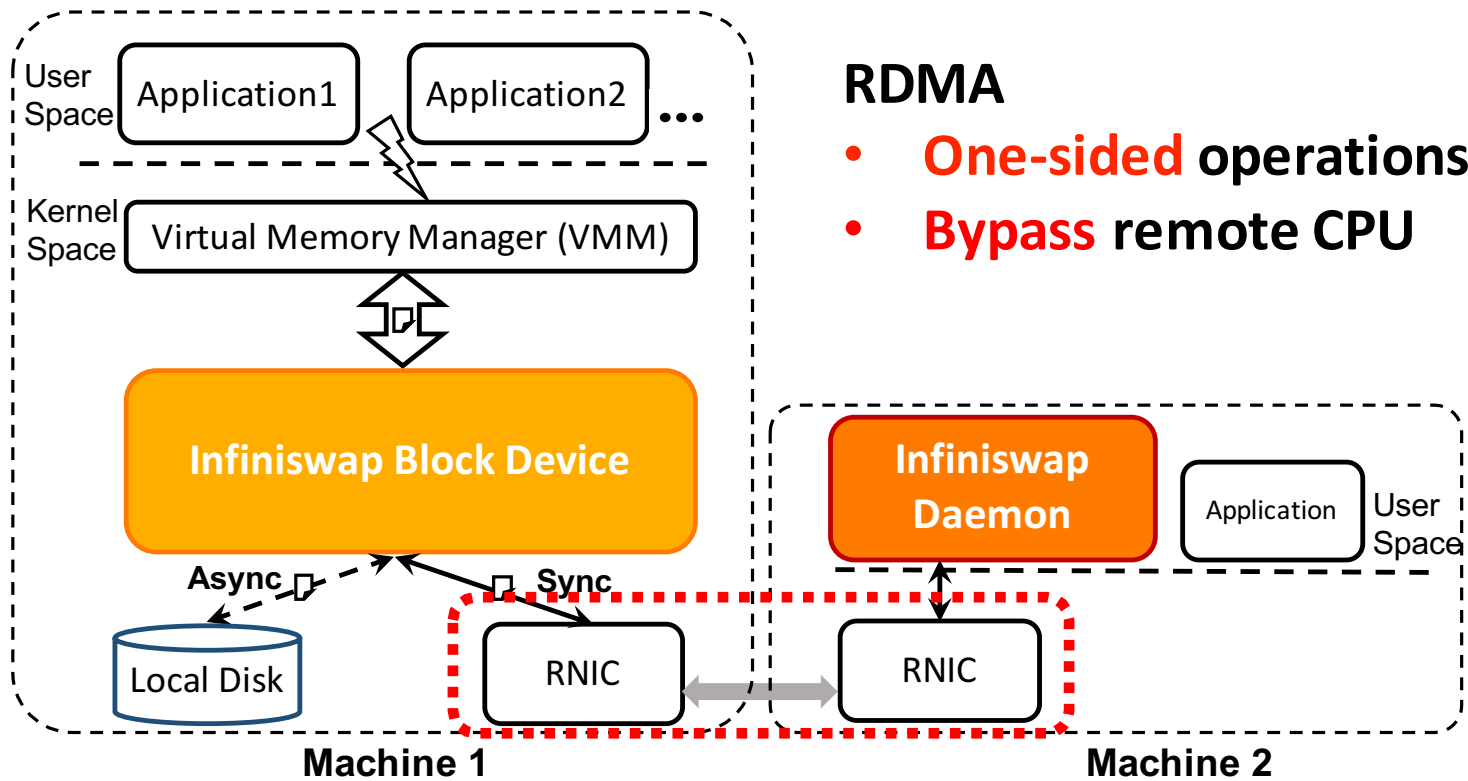 User
Space
Application1
Application2
...
Kernel
Space
Virtual Memory Manager (VMM)
Infiniswap Block Device
Async
Sync
Local Disk
RNIC
Machine 1
RDMA
• One-sided operations
• Bypass remote CPU
Infiniswap
Daemon
Application
User
Space
RNIC
Machine 2